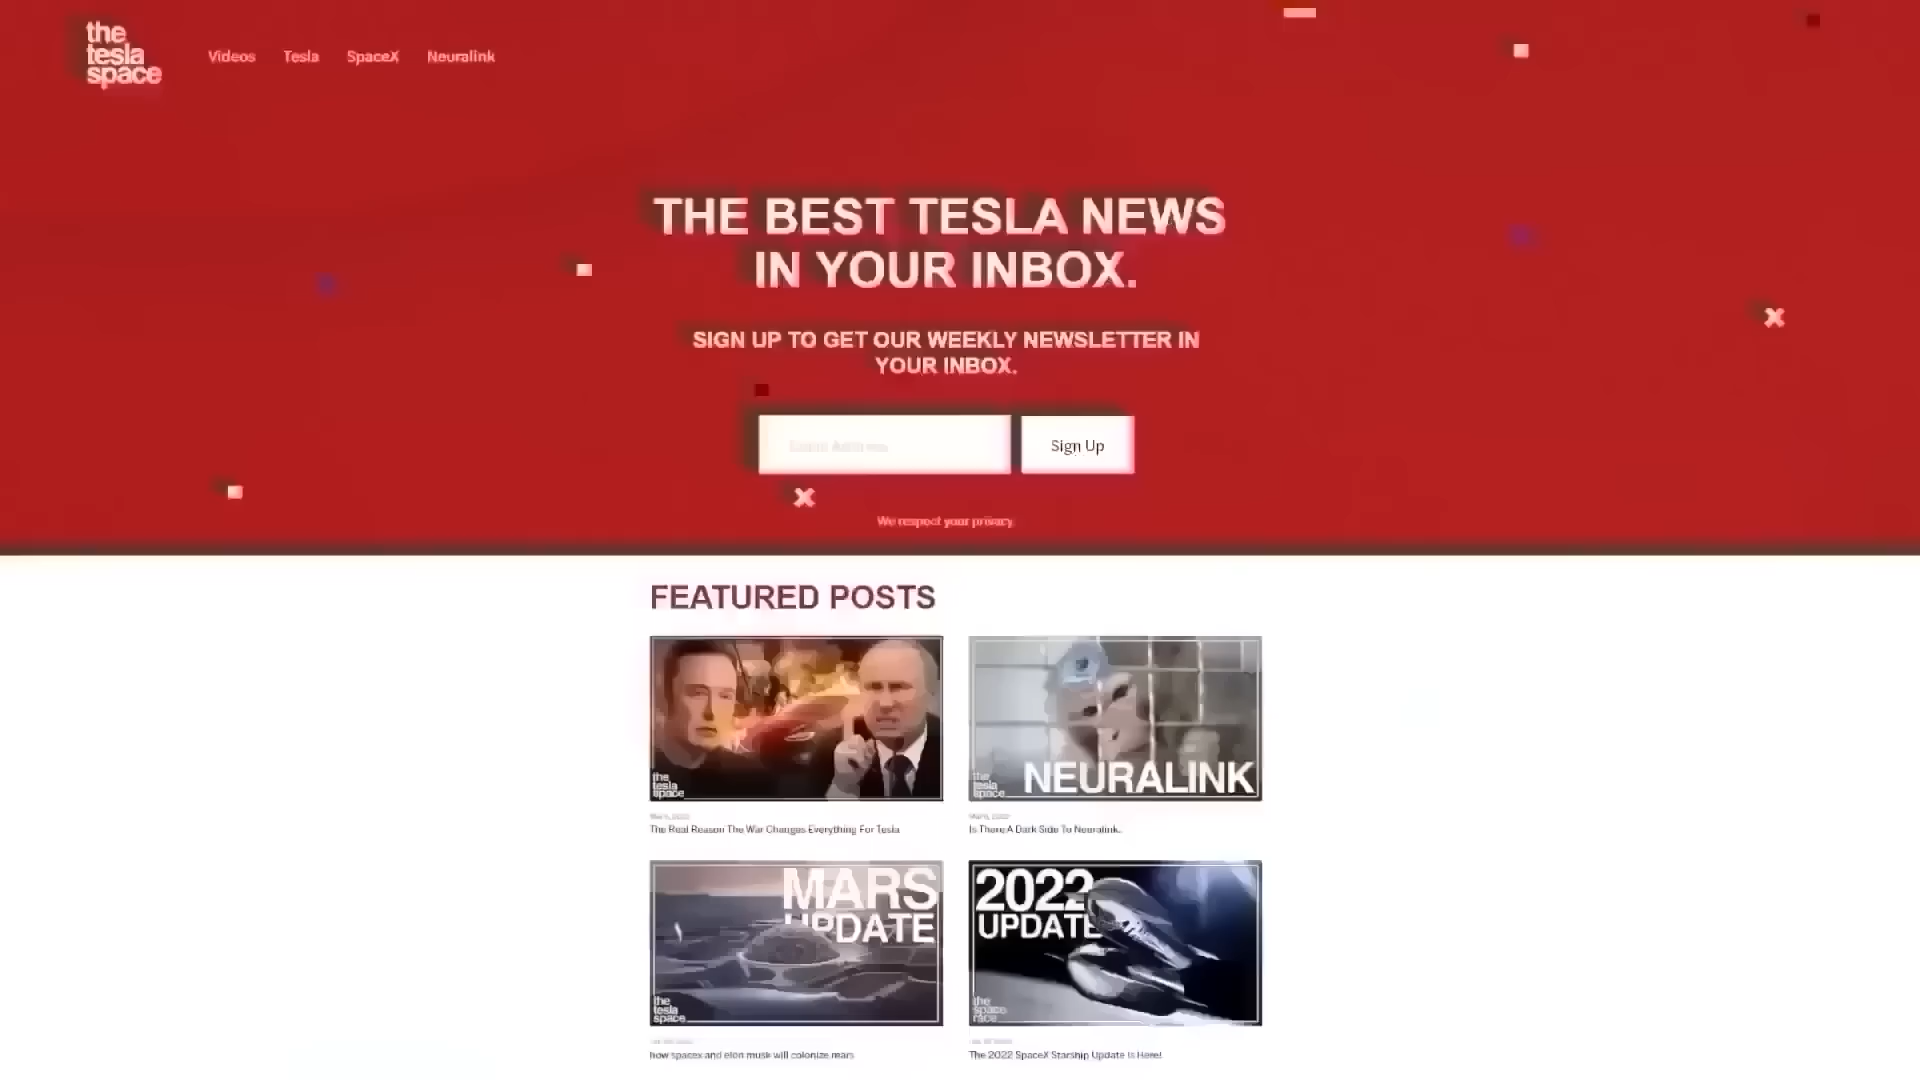 the
tesla
space
Videos Tesla SpaceX Neuralink
THE BEST TESLA NEWS
IN YOUR INBOX.
SIGN UP TO GET OUR WEEKLY NEWSLETTER IN
YOUR INBOX.
Email Address
Sign Up
We respect your privacy.
FEATURED POSTS
the
tesla
space
the
tesla
space
NEURALINK
The Real Reason The War Changes Everything For Tesla
Is There A Dark Side To Neuralink.
MARS
UPDATE
the
tesla
space
2022
UPDATE
the
space
race
how spacex and elon musk will colonize mars
The 2022 SpaceX Starship Update Is Here!